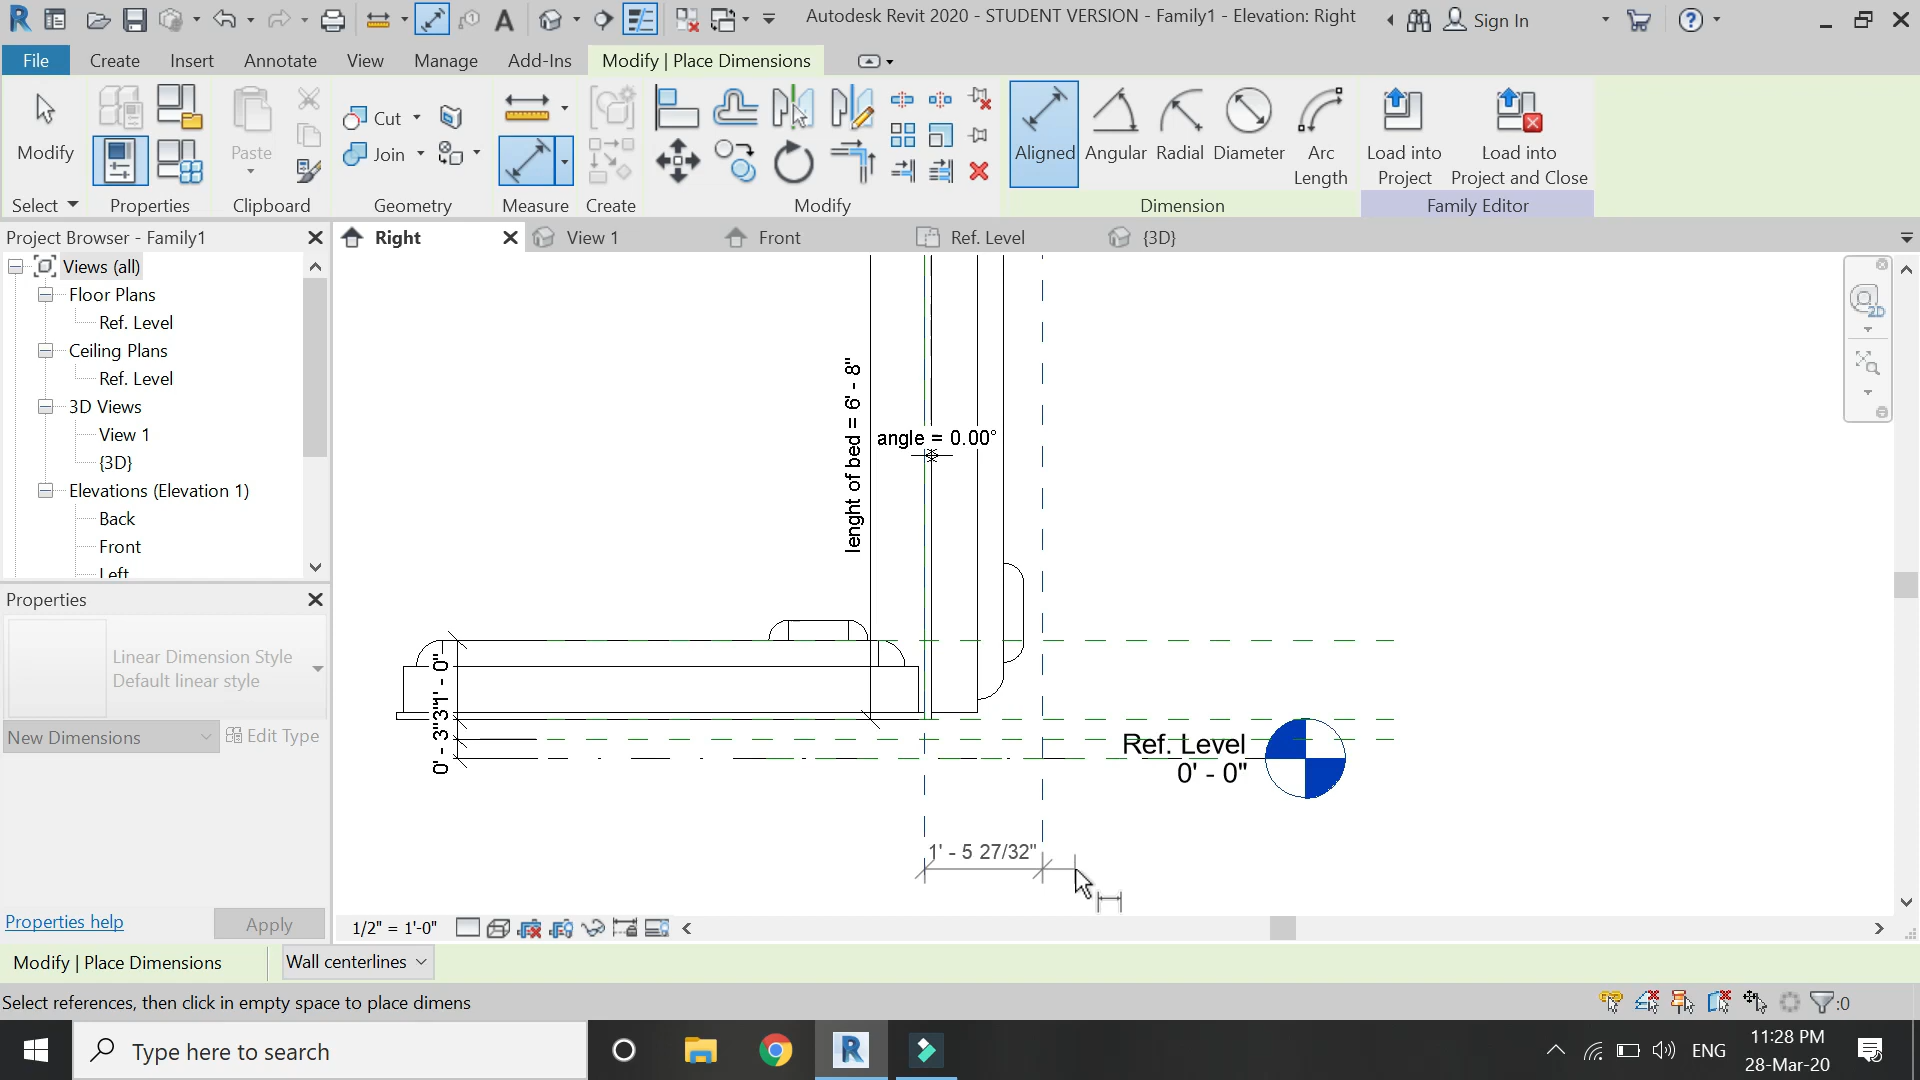 Autodesk Revit 2020 - STUDENT VERSION - Family1 - Elevation: Right
Sign In
File
Create
Insert
Annotate
View
Manage
Add-Ins
Modify | Place Dimensions
Modify
Paste
Cut
Join
Aligned
Angular
Radial
Diameter
Arc
Length
Load into
Project
Load into
Project and Close
Select
Properties
Clipboard
Geometry
Measure
Create
Modify
Dimension
Family Editor
Project Browser - Family1
Right
View 1
Front
Ref. Level
{3D}
Views (all)
Floor Plans
Ref. Level
Ceiling Plans
Ref. Level
3D Views
View 1
{3D}
Elevations (Elevation 1)
Back
Front
Left
Properties
Linear Dimension Style
Default linear style
New Dimensions
Edit Type
Properties help
Apply
lenght of bed = 6' - 8"
angle = 0.00°
Ref. Level
0' - 0"
1' - 5 27/32"
1/2" = 1'-0"
Modify | Place Dimensions
Wall centerlines
Select references, then click in empty space to place dimens
:0
Type here to search
ENG
11:28 PM
28-Mar-20